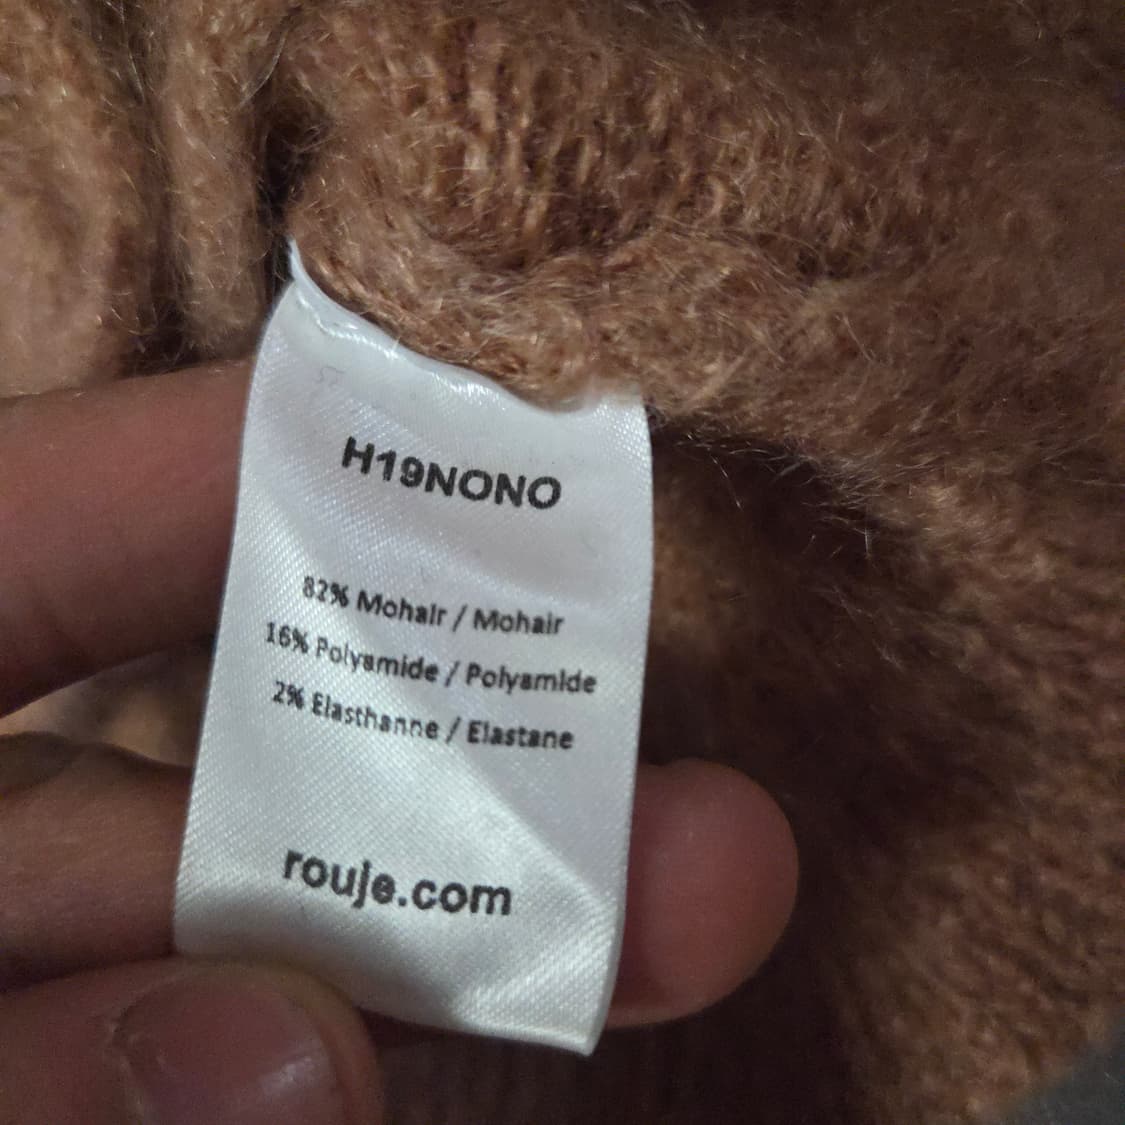 H19NONO
82% Mohair / Mohair
16% Polyamide / Polyamide
2% Elasthanne / Elastane
rouje.com